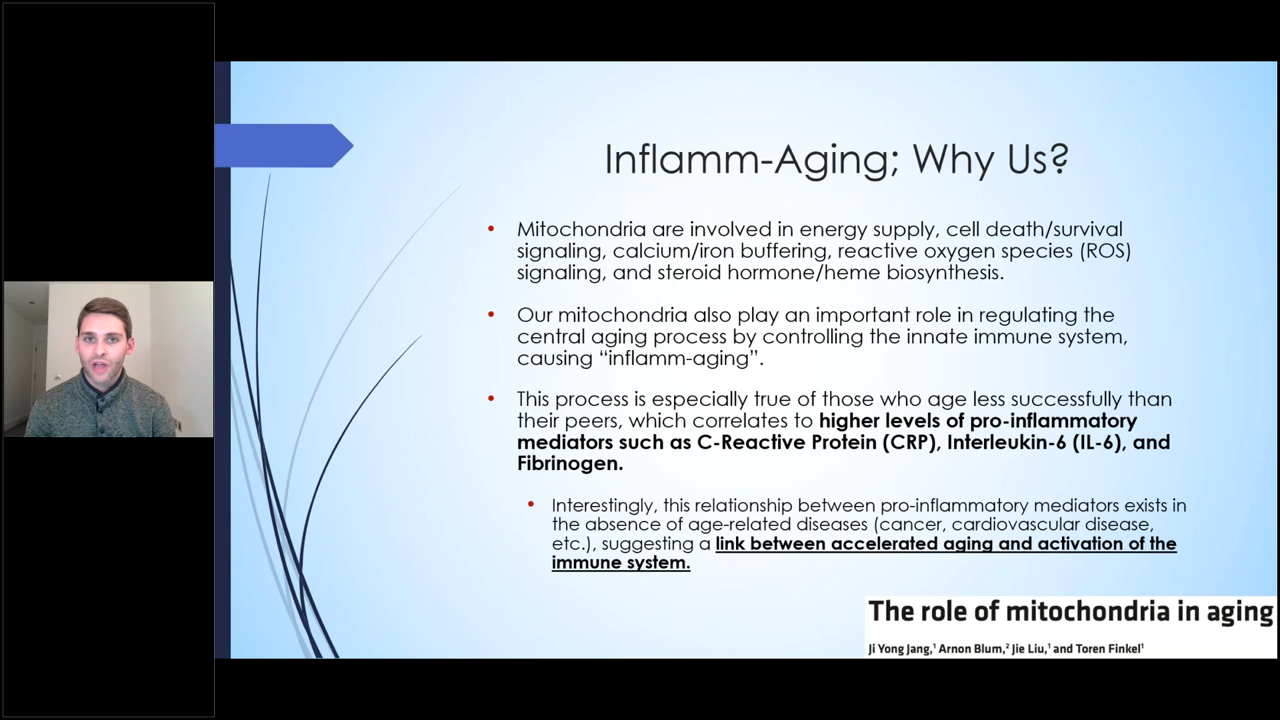 Inflamm-Aging; Why Us?
• Mitochondria are involved in energy supply, cell death/survival
signaling, calcium/iron buffering, reactive oxygen species (ROS)
signaling, and steroid hormone/heme biosynthesis.
• Our mitochondria also play an important role in regulating the
central aging process by controlling the innate immune system,
causing “inflamm-aging”.
• This process is especially true of those who age less successfully than
their peers, which correlates to higher levels of pro-inflammatory
mediators such as C-Reactive Protein (CRP), Interleukin-6 (IL-6), and
Fibrinogen.
• Interestingly, this relationship between pro-inflammatory mediators exists in
the absence of age-related diseases (cancer, cardiovascular disease,
etc.), suggesting a link between accelerated aging and activation of the
immune system.
The role of mitochondria in aging
Ji Yong Jang,¹ Arnon Blum,² Jie Liu,¹ and Toren Finkel¹